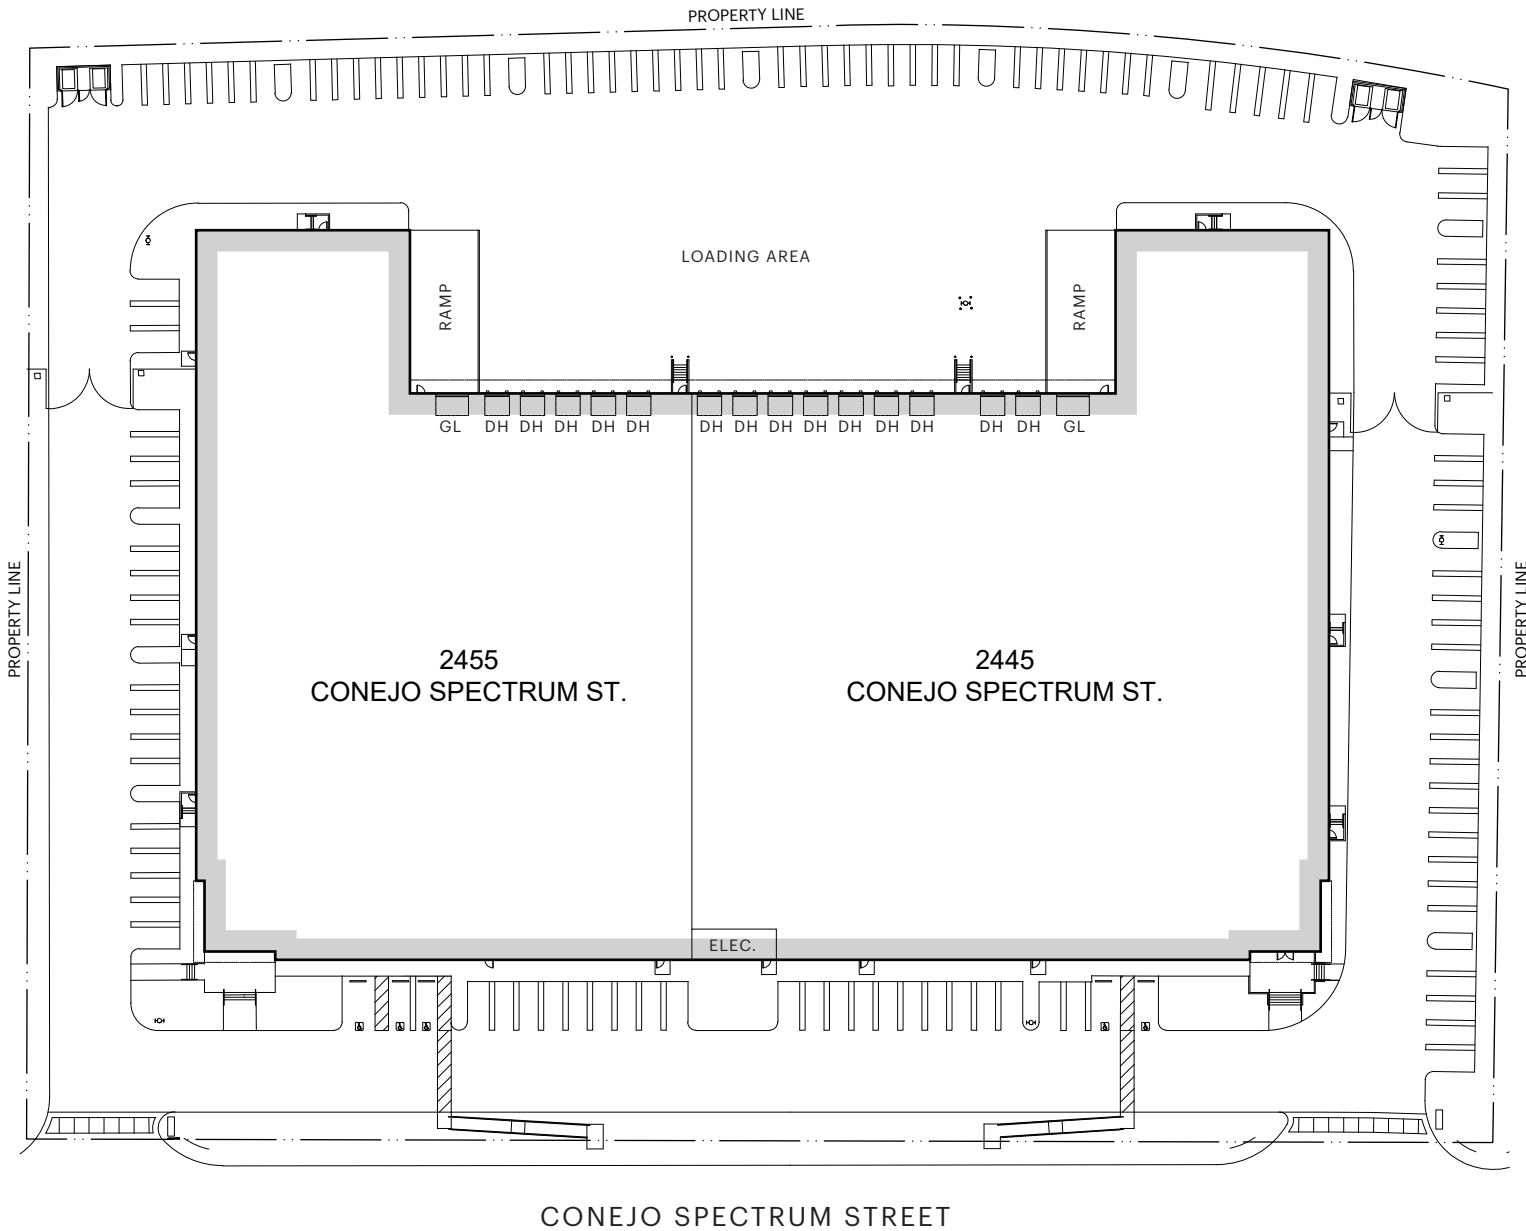 PROPERTY LINE
LOADING AREA
RAMP
RAMP
GL DH DH DH DH DH DH DH DH DH DH DH DH DH DH GL
PROPERTY LINE
PROPERTY LINE
2455
CONEJO SPECTRUM ST.
2445
CONEJO SPECTRUM ST.
ELEC.
CONEJO SPECTRUM STREET